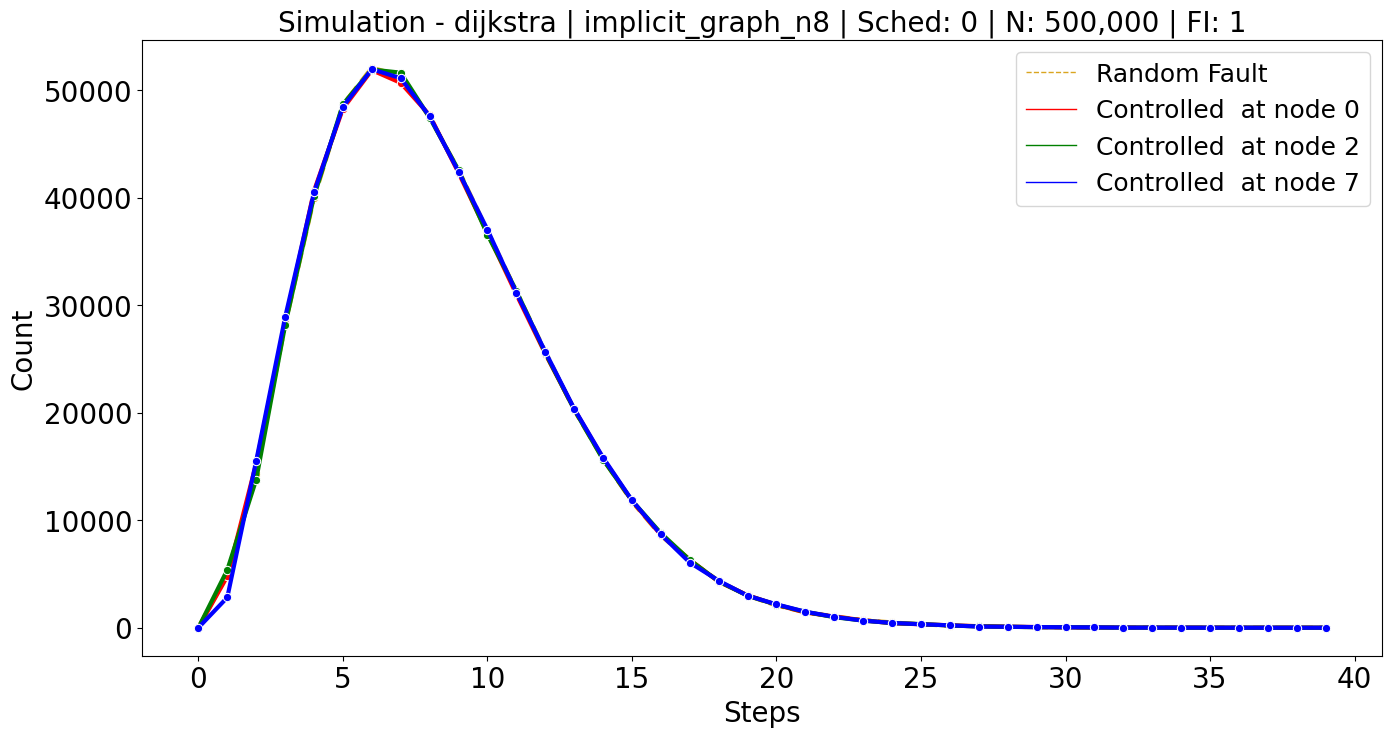 Simulation - dijkstra | implicit_graph_n8 | Sched: 0 | N: 500,000 | FI: 1
Random Fault
Controlled  at node 0
Controlled  at node 2
Controlled  at node 7
Count
50000
40000
30000
20000
10000
0
0 5 10 15 20 25 30 35 40
Steps